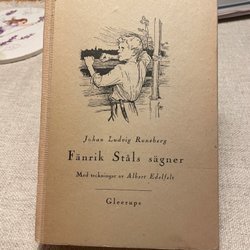 Johan Ludvig Runeberg
Fänrik Ståls sägner
Med teckningar av Albert Edelfelt
Gleerups